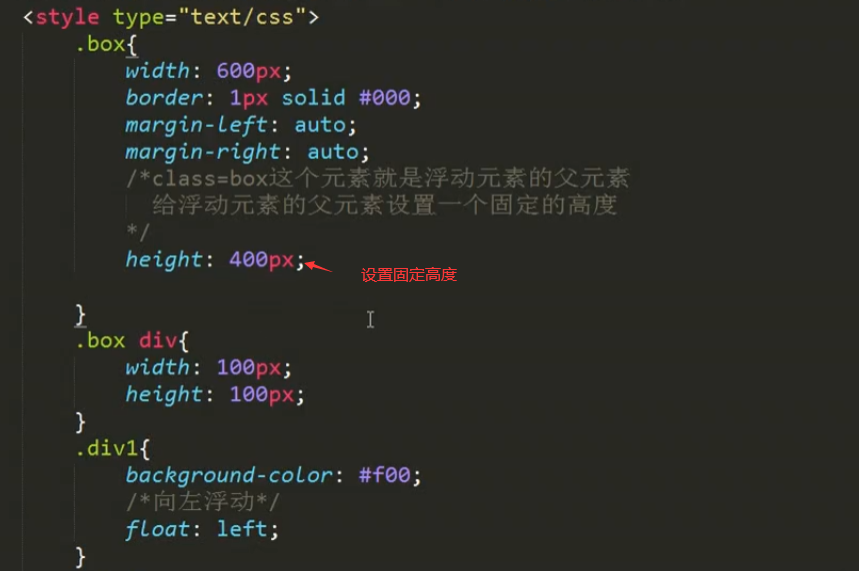 <style type="text/css">
.box{
width: 600px;
border: 1px solid #000;
margin-left: auto;
margin-right: auto;
/*class=box这个元素就是浮动元素的父元素
给浮动元素的父元素设置一个固定的高度
*/
height: 400px;
设置固定高度
}
.box div{
width: 100px;
height: 100px;
}
.div1{
background-color: #f00;
/*向左浮动*/
float: left;
}